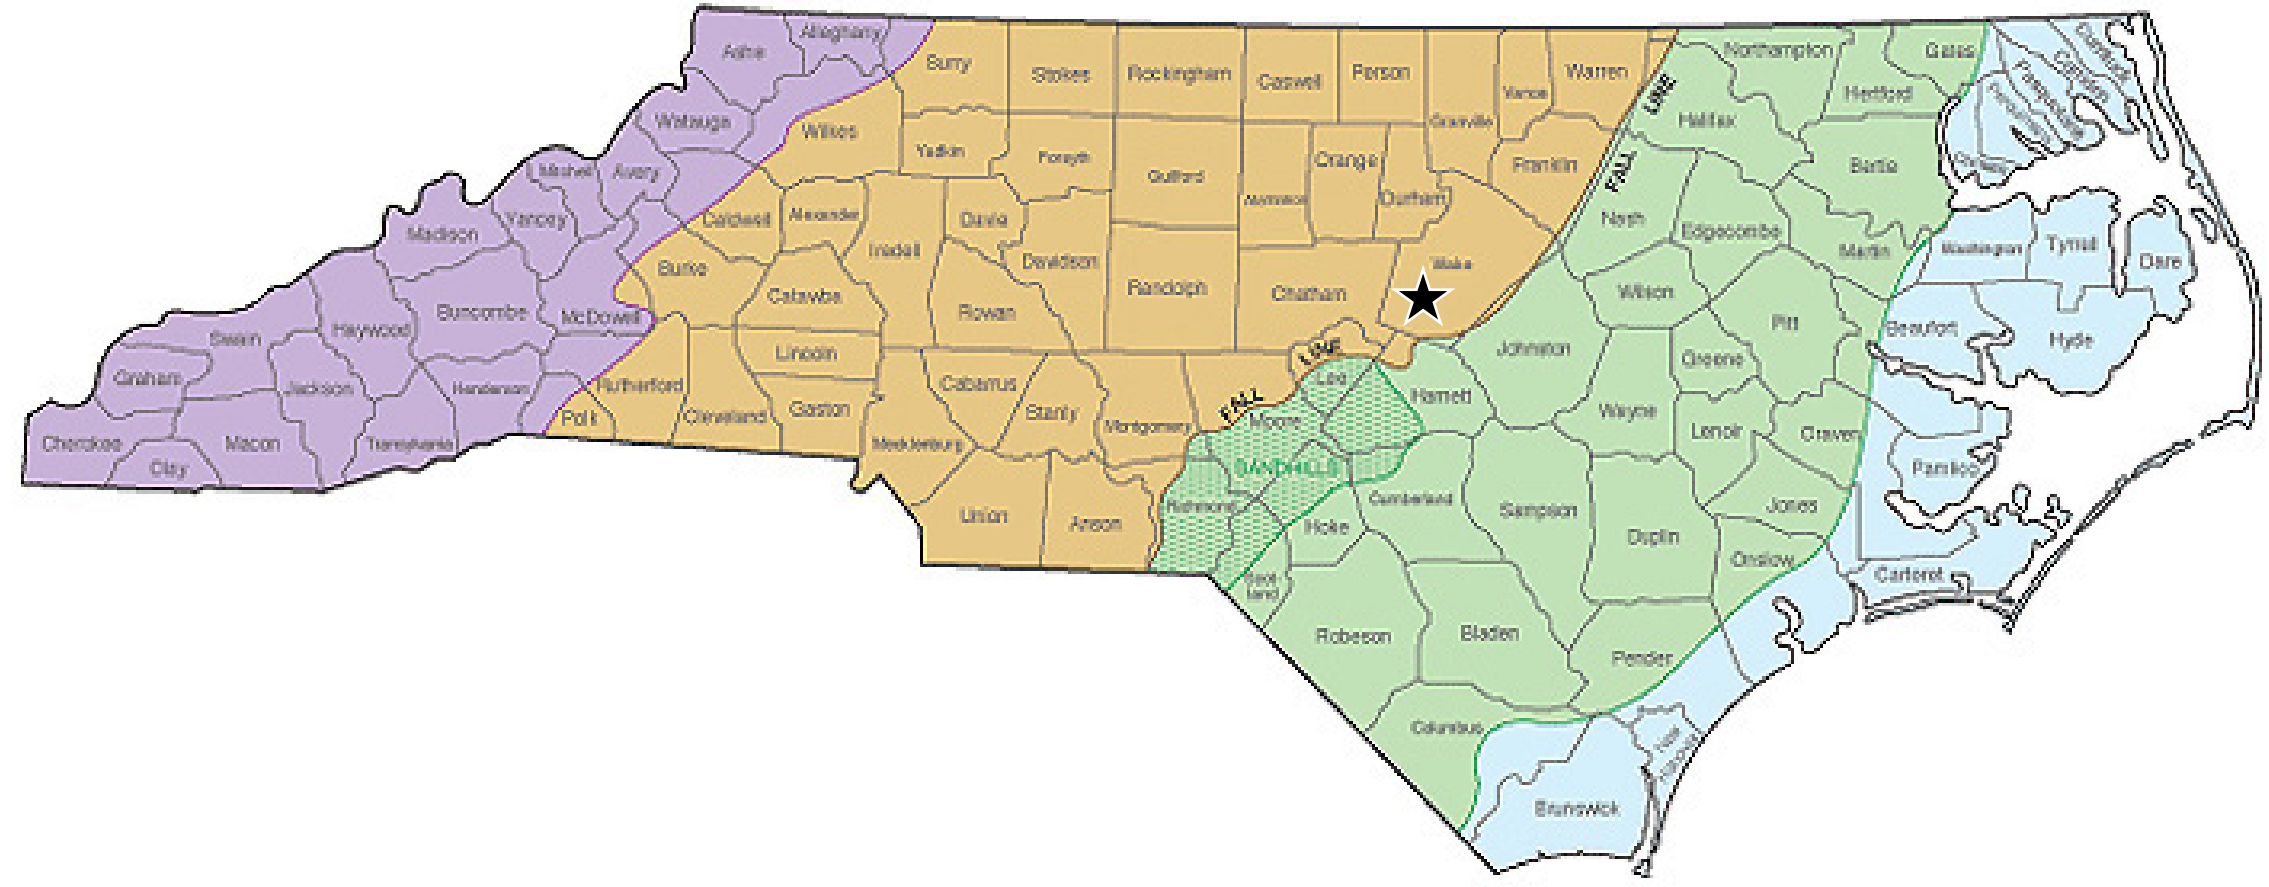 Ashe
Alleghany
Surry
Stokes
Rockingham
Caswell
Person
Vance
Warren
Northampton
Gates
Currituck
Camden
Pasquotank
Watauga
Wilkes
Yadkin
Forsyth
Guilford
Orange
Durham
Granville
Franklin
LINE
Halifax
Hertford
Bertie
Mitchell
Avery
Caldwell
Alexander
Davie
FALL
Nash
Edgecombe
Martin
Washington
Tyrrell
Dare
Madison
Yancey
Burke
Iredell
Davidson
Randolph
Chatham
Wake
Wilson
Catawba
Rowan
Swain
Haywood
Buncombe
McDowell
Lincoln
LINE
Johnston
Greene
Pitt
Beaufort
Hyde
Graham
Jackson
Henderson
Rutherford
Cleveland
Gaston
Cabarrus
Stanly
Montgomery
FALL
Moore
Lee
Harnett
Wayne
Lenoir
Craven
Pamlico
Cherokee
Clay
Macon
Transylvania
Polk
Mecklenburg
SANDHILLS
Union
Anson
Richmond
Hoke
Cumberland
Sampson
Duplin
Jones
Onslow
Carteret
Scot-
land
Robeson
Bladen
Pender
Columbus
Brunswick